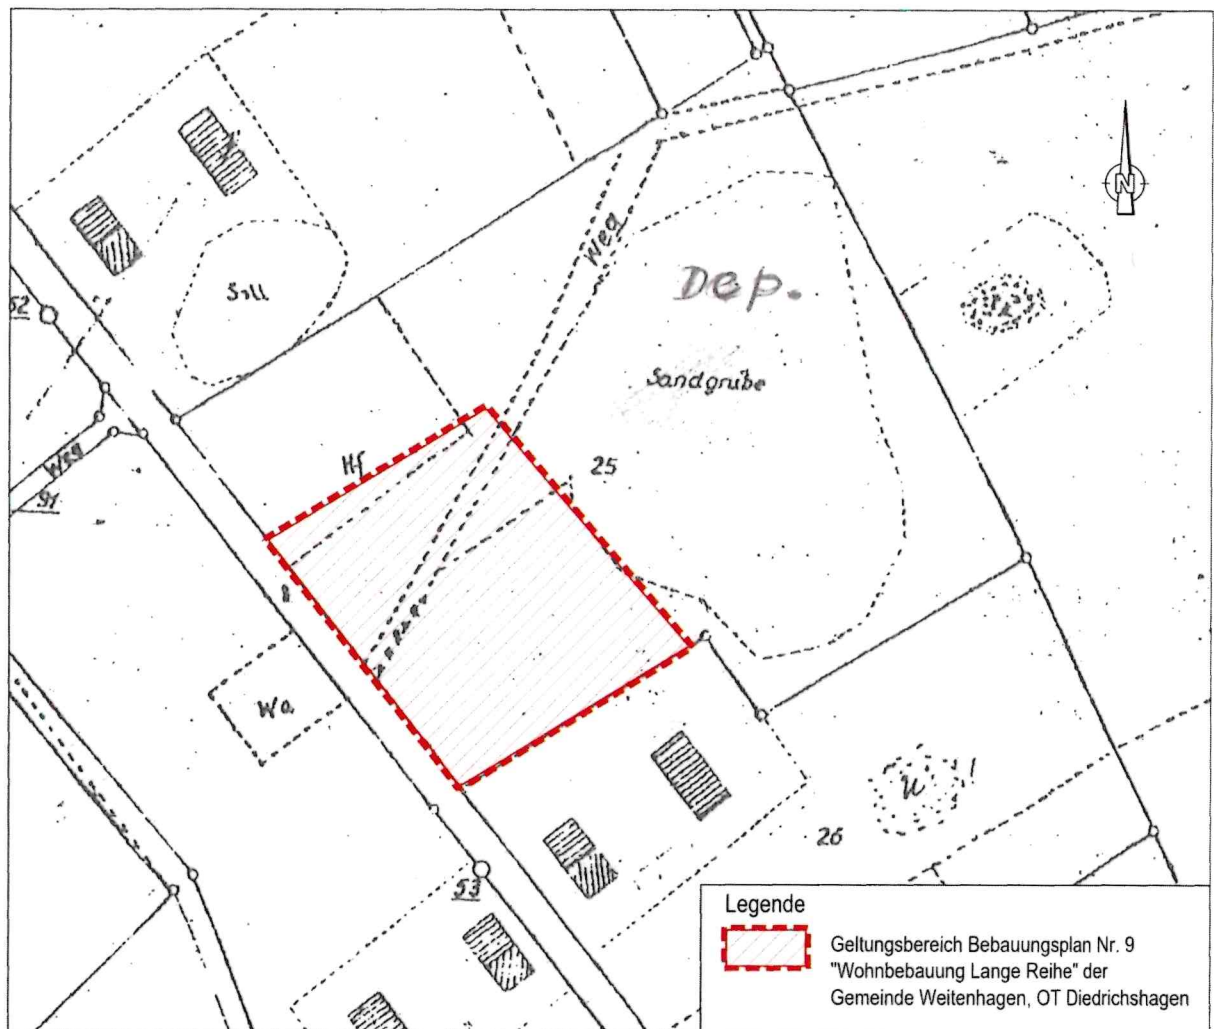 N
Weg
Dep.
Soll
52
Sandgrube
Hf
Weg
91
25
Wa
U
26
53
Legende
Geltungsbereich Bebauungsplan Nr. 9
"Wohnbebauung Lange Reihe" der
Gemeinde Weitenhagen, OT Diedrichshagen